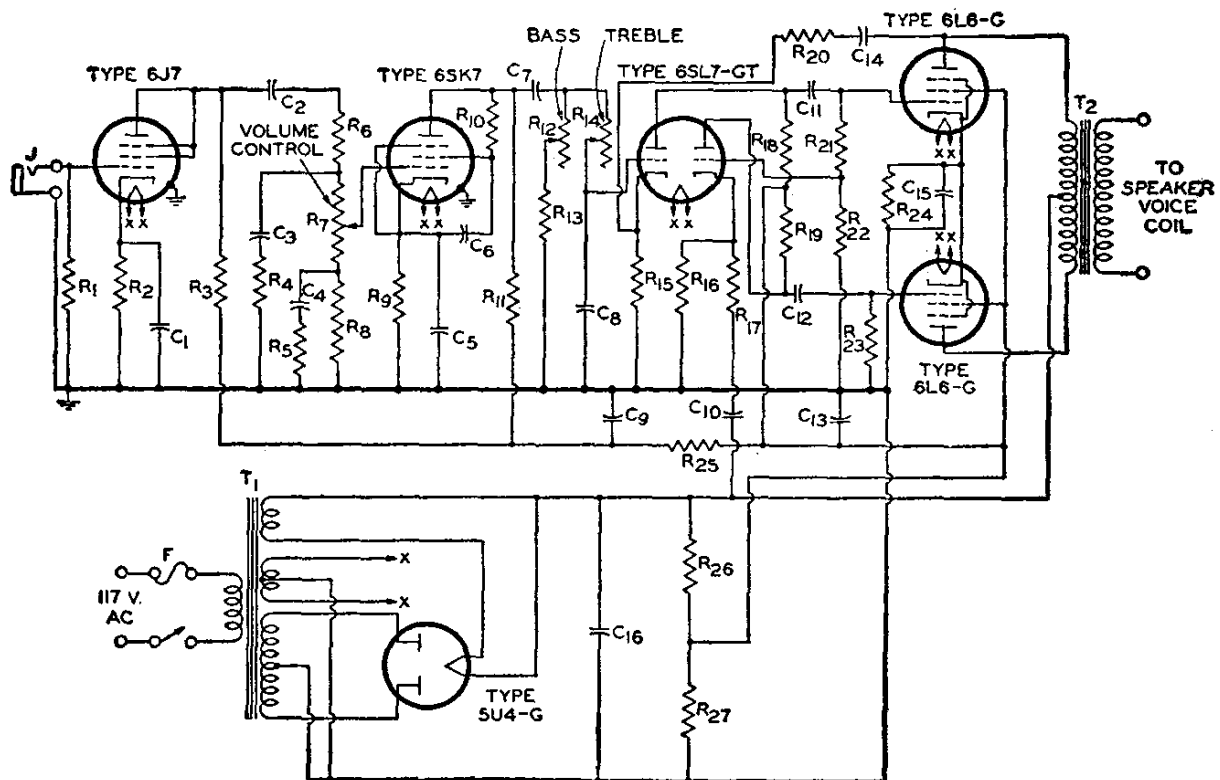 TYPE 6L6-G
BASS TREBLE
R20
C14
TYPE 6J7
TYPE 6SK7
C7
TYPE 6SL7-GT
C2
R10
C11
T2
R6
R12
R14
R18
R21
VOLUME
CONTROL
J
x x
x x
x x
x x
C15
R24
TO
SPEAKER
VOICE
COIL
R7
C3
C6
R13
R19
R22
x x
R1
R2
R3
R4
C4
R9
R11
R15
R16
R17
C12
C1
R5
R8
C5
C8
R23
TYPE
6L6-G
C9
C10
C13
R25
T1
F
X
R26
117 V.
AC
X
C16
TYPE
5U4-G
R27